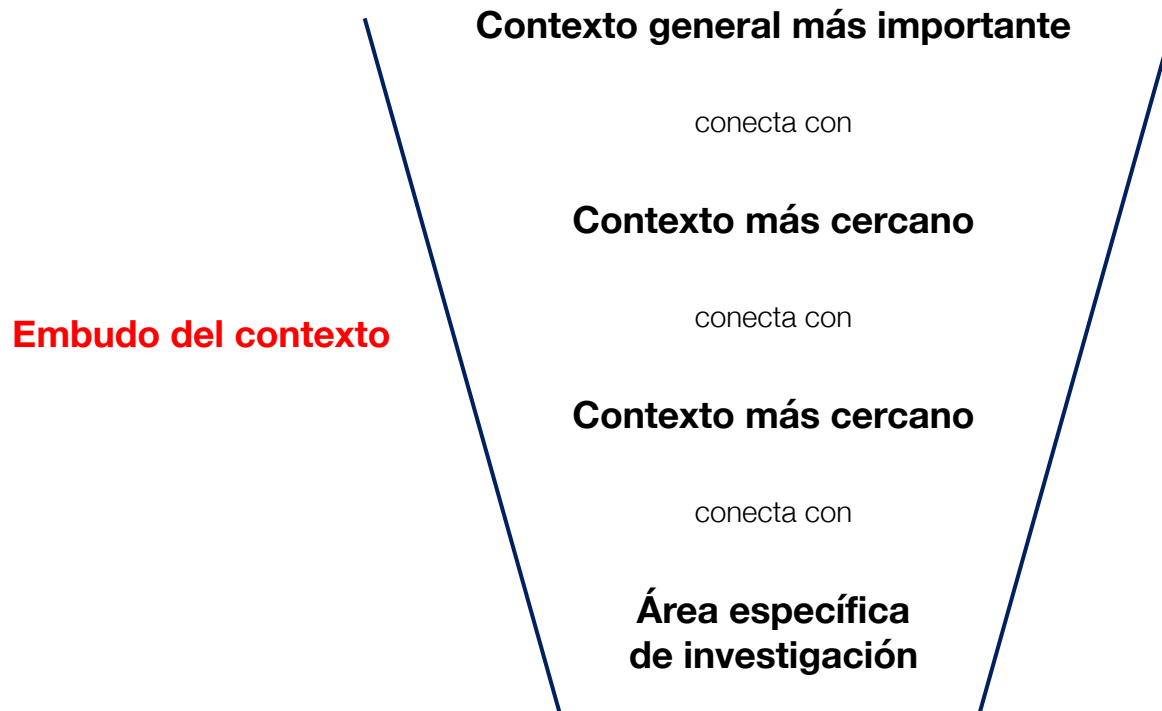 Contexto general más importante
conecta con
Contexto más cercano
conecta con
Embudo del contexto
Contexto más cercano
conecta con
Área específica
de investigación